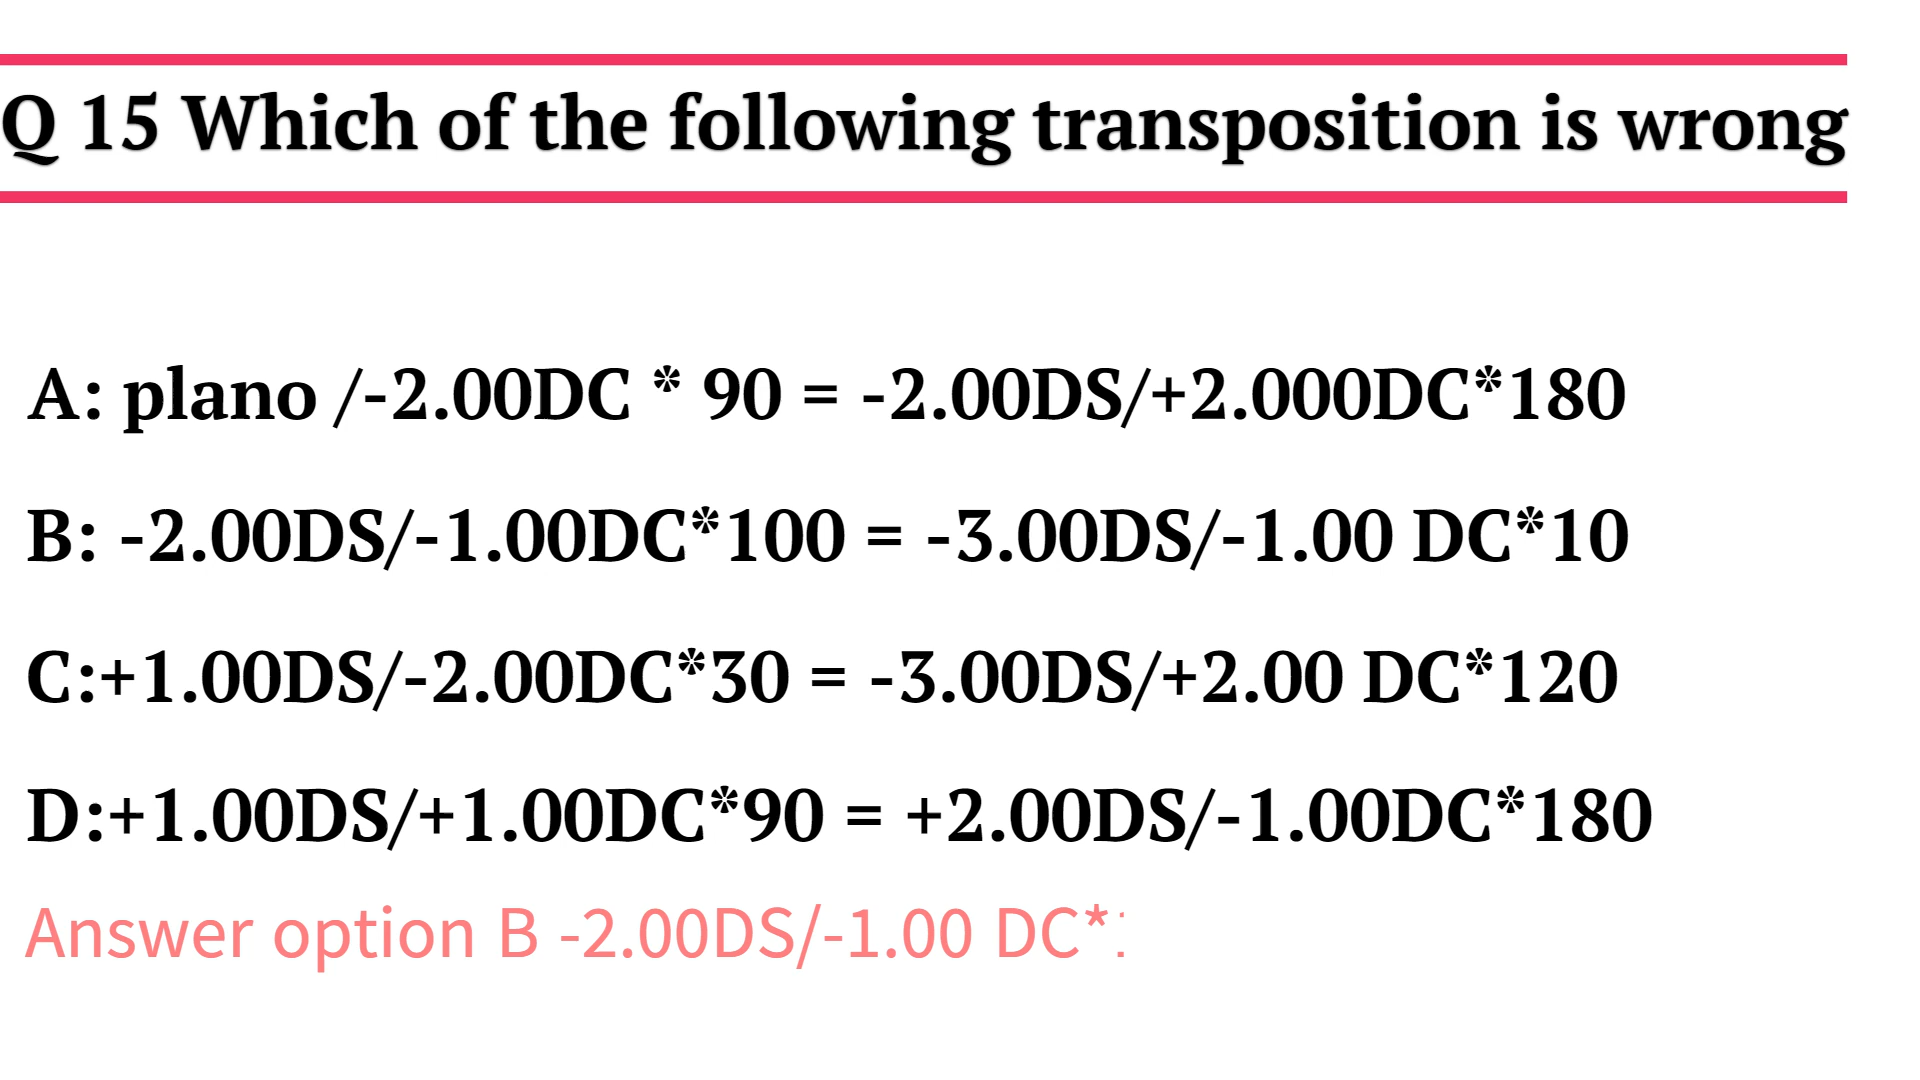 Q 15 Which of the following transposition is wrong
A: plano /-2.00DC * 90 = -2.00DS/+2.000DC*180
B: -2.00DS/-1.00DC*100 = -3.00DS/-1.00 DC*10
C:+1.00DS/-2.00DC*30 = -3.00DS/+2.00 DC*120
D:+1.00DS/+1.00DC*90 = +2.00DS/-1.00DC*180
Answer option B -2.00DS/-1.00 DC*